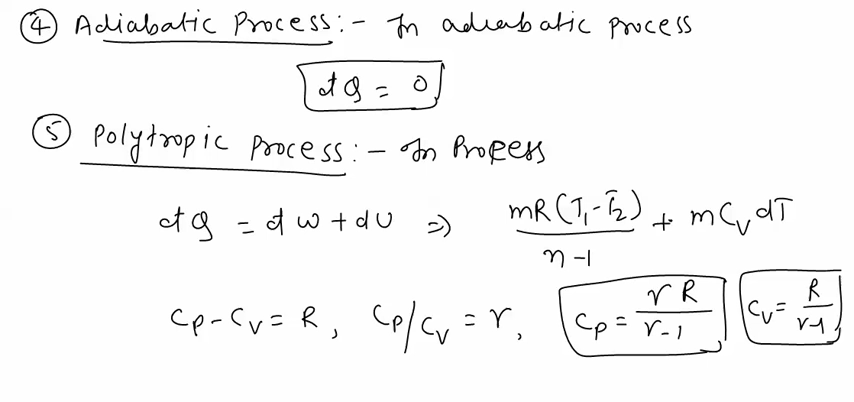 ④ Adiabatic Process :- In adiabatic process
dQ = 0
⑤ Polytropic Process :- In Process
dQ = dW + dU ⇒ mR(T₁-T₂)/(n-1) + mCᵥdT
Cp - Cᵥ = R, Cp/Cᵥ = γ, Cp = γR/(γ-1) Cᵥ = R/(γ-1)